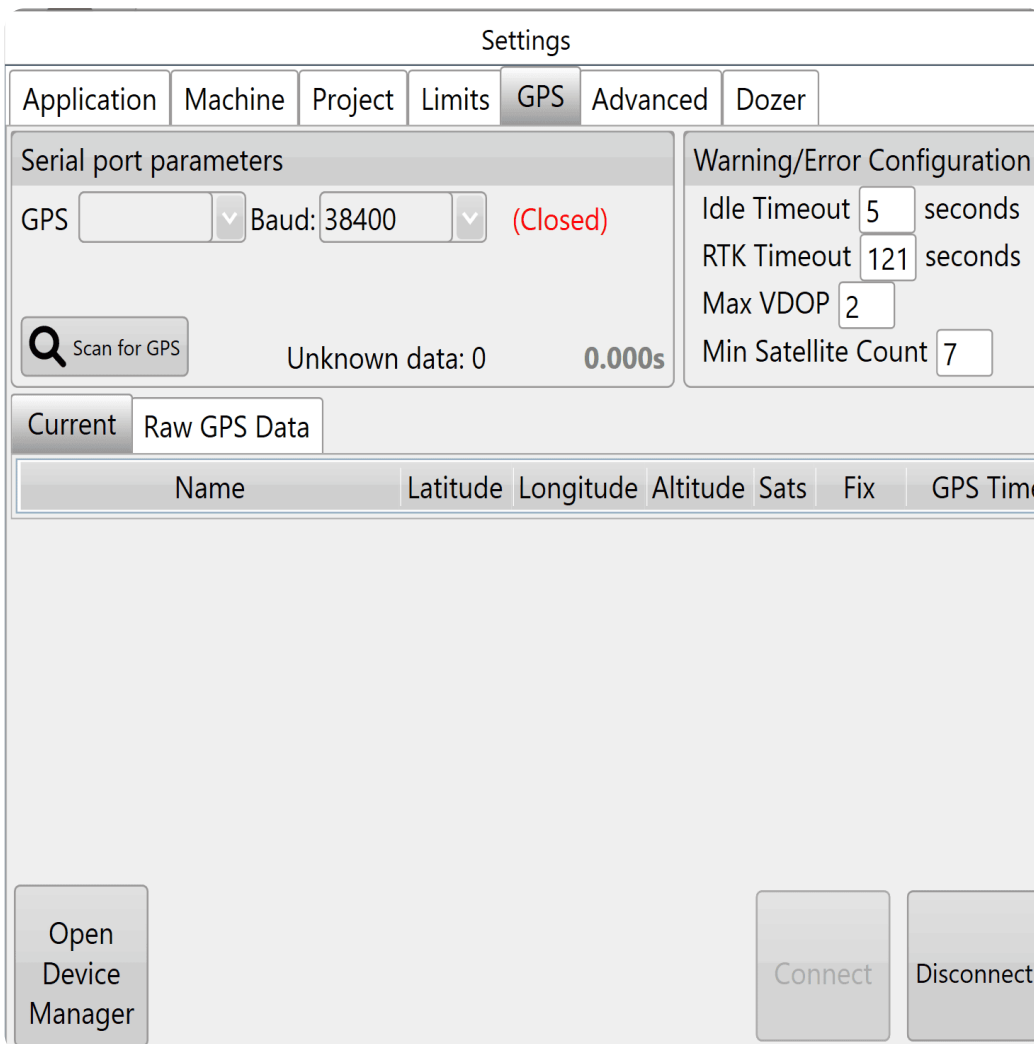 Settings
Application Machine Project Limits GPS Advanced Dozer
Serial port parameters
GPS Baud: 38400 (Closed)
Scan for GPS Unknown data: 0 0.000s
Warning/Error Configuration
Idle Timeout 5 seconds
RTK Timeout 121 seconds
Max VDOP 2
Min Satellite Count 7
Current Raw GPS Data
Name Latitude Longitude Altitude Sats Fix GPS Time
Open
Device
Manager
Connect Disconnect